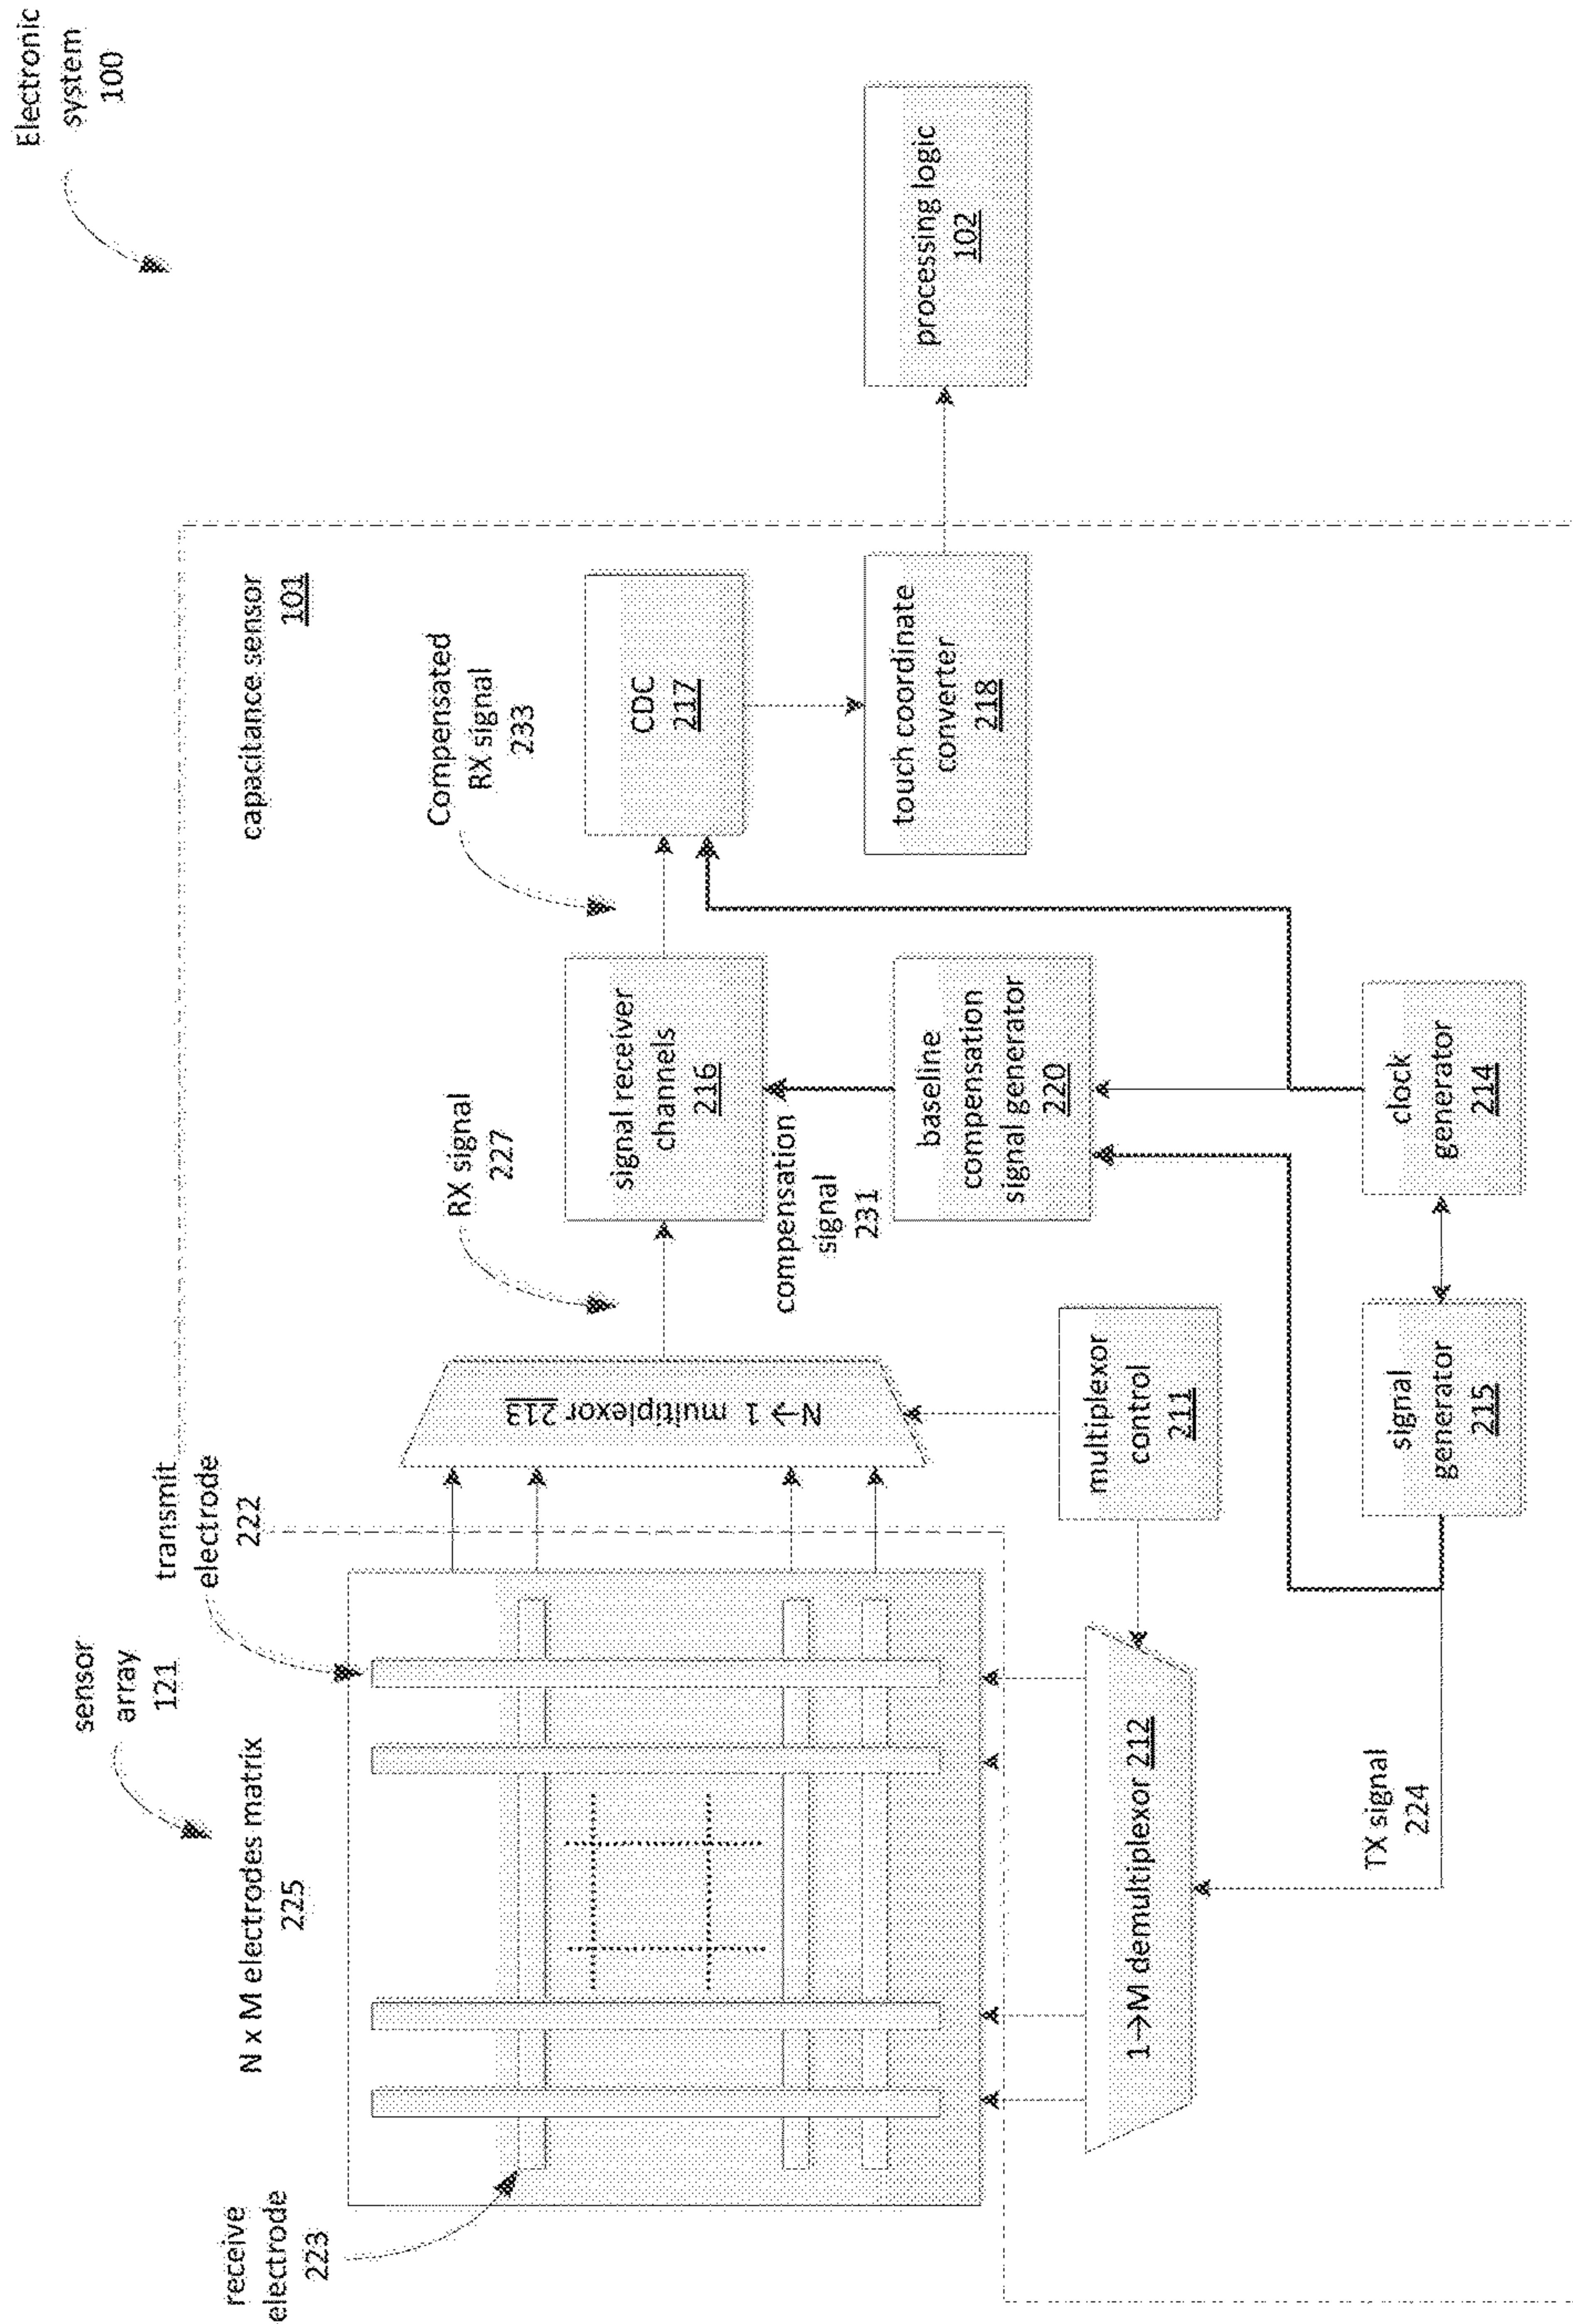 Electronic
system
100
sensor
array
121
transmit
electrode
222
N x M electrodes matrix
225
receive
electrode
223
capacitance sensor
101
RX signal
227
Compensated
RX signal
233
N→ 1 multiplexor 213
signal receiver
channels
216
CDC
217
compensation
signal
231
baseline
compensation
signal generator
220
touch coordinate
converter
218
processing logic
102
1→M demultiplexor 212
multiplexor
control
211
TX signal
224
signal
generator
215
clock
generator
214